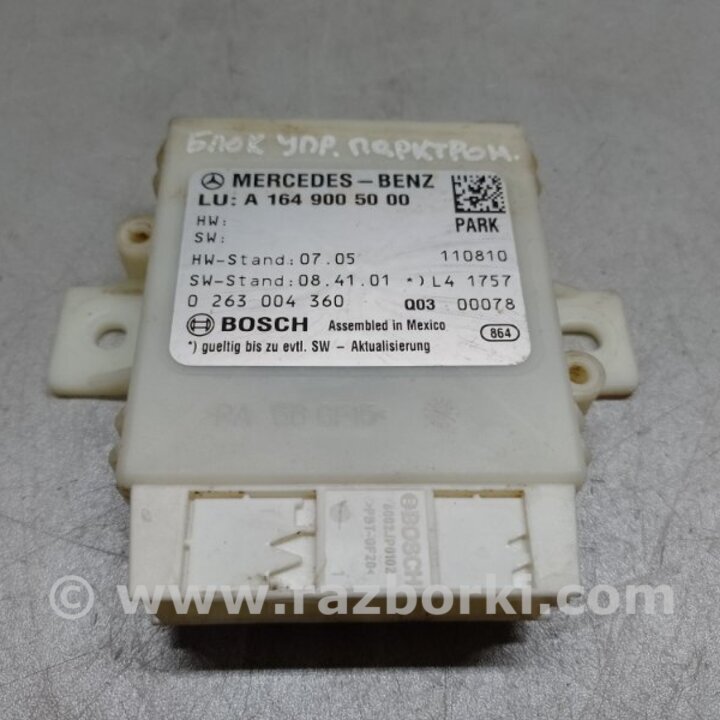 БЛОК УПР. ПАРКТРОН.
MERCEDES-BENZ
LU: A 164 900 50 00
HW:
PARK
SW:
HW-Stand: 07.05 110810
SW-Stand: 08.41.01 *) L4 1757
0 263 004 360 Q03 00078
BOSCH Assembled in Mexico 864
*) gueltig bis zu evtl. SW - Aktualisierung
BOSCH
© www.razborki.com